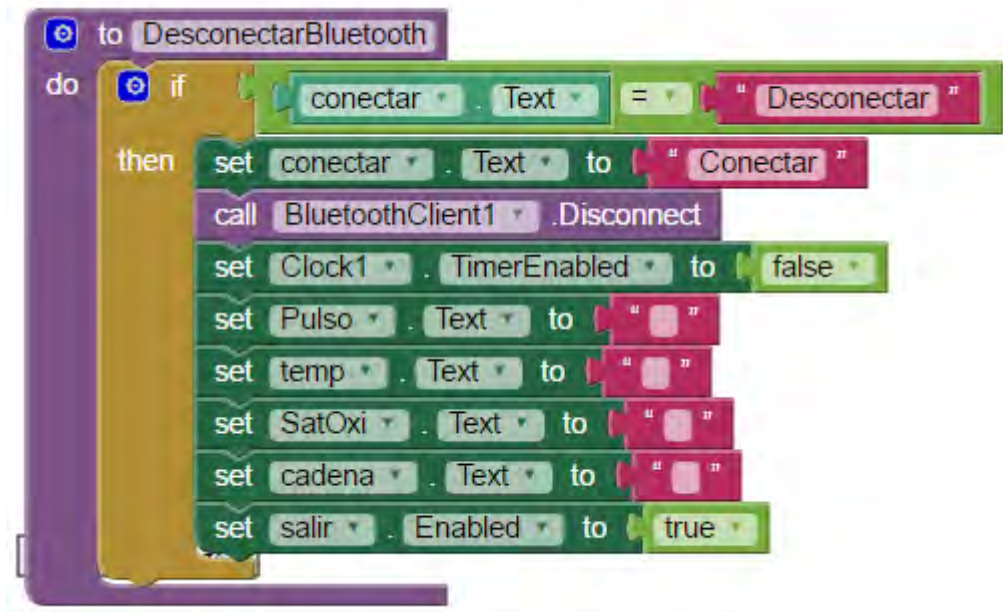 to DesconectarBluetooth
do if conectar . Text = " Desconectar "
then set conectar . Text to " Conectar "
call BluetoothClient1 .Disconnect
set Clock1 . TimerEnabled to false
set Pulso . Text to " "
set temp . Text to " "
set SatOxi . Text to " "
set cadena . Text to " "
set salir . Enabled to true